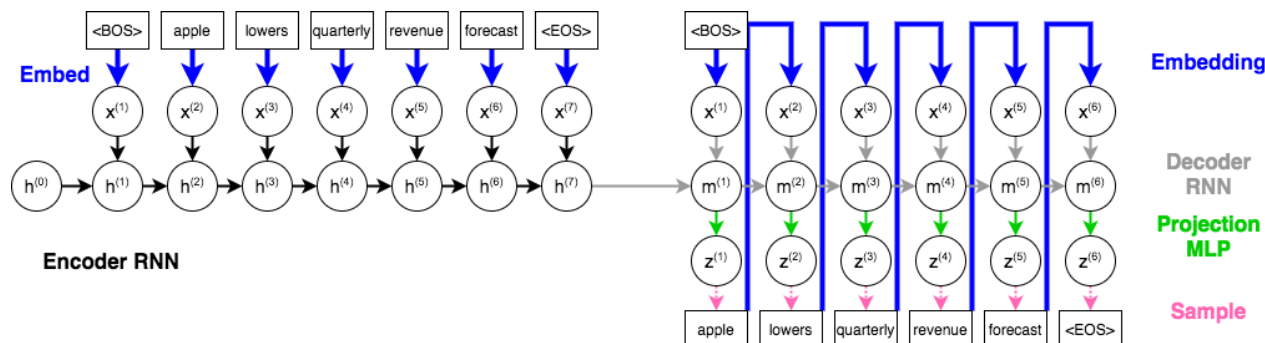 <BOS> apple lowers quarterly revenue forecast <EOS> <BOS>
Embed
Embedding
x(1) x(2) x(3) x(4) x(5) x(6) x(7) x(1) x(2) x(3) x(4) x(5) x(6)
h(0) h(1) h(2) h(3) h(4) h(5) h(6) h(7) m(1) m(2) m(3) m(4) m(5) m(6)
Decoder
RNN
Projection
MLP
Encoder RNN
z(1) z(2) z(3) z(4) z(5) z(6)
Sample
apple lowers quarterly revenue forecast <EOS>